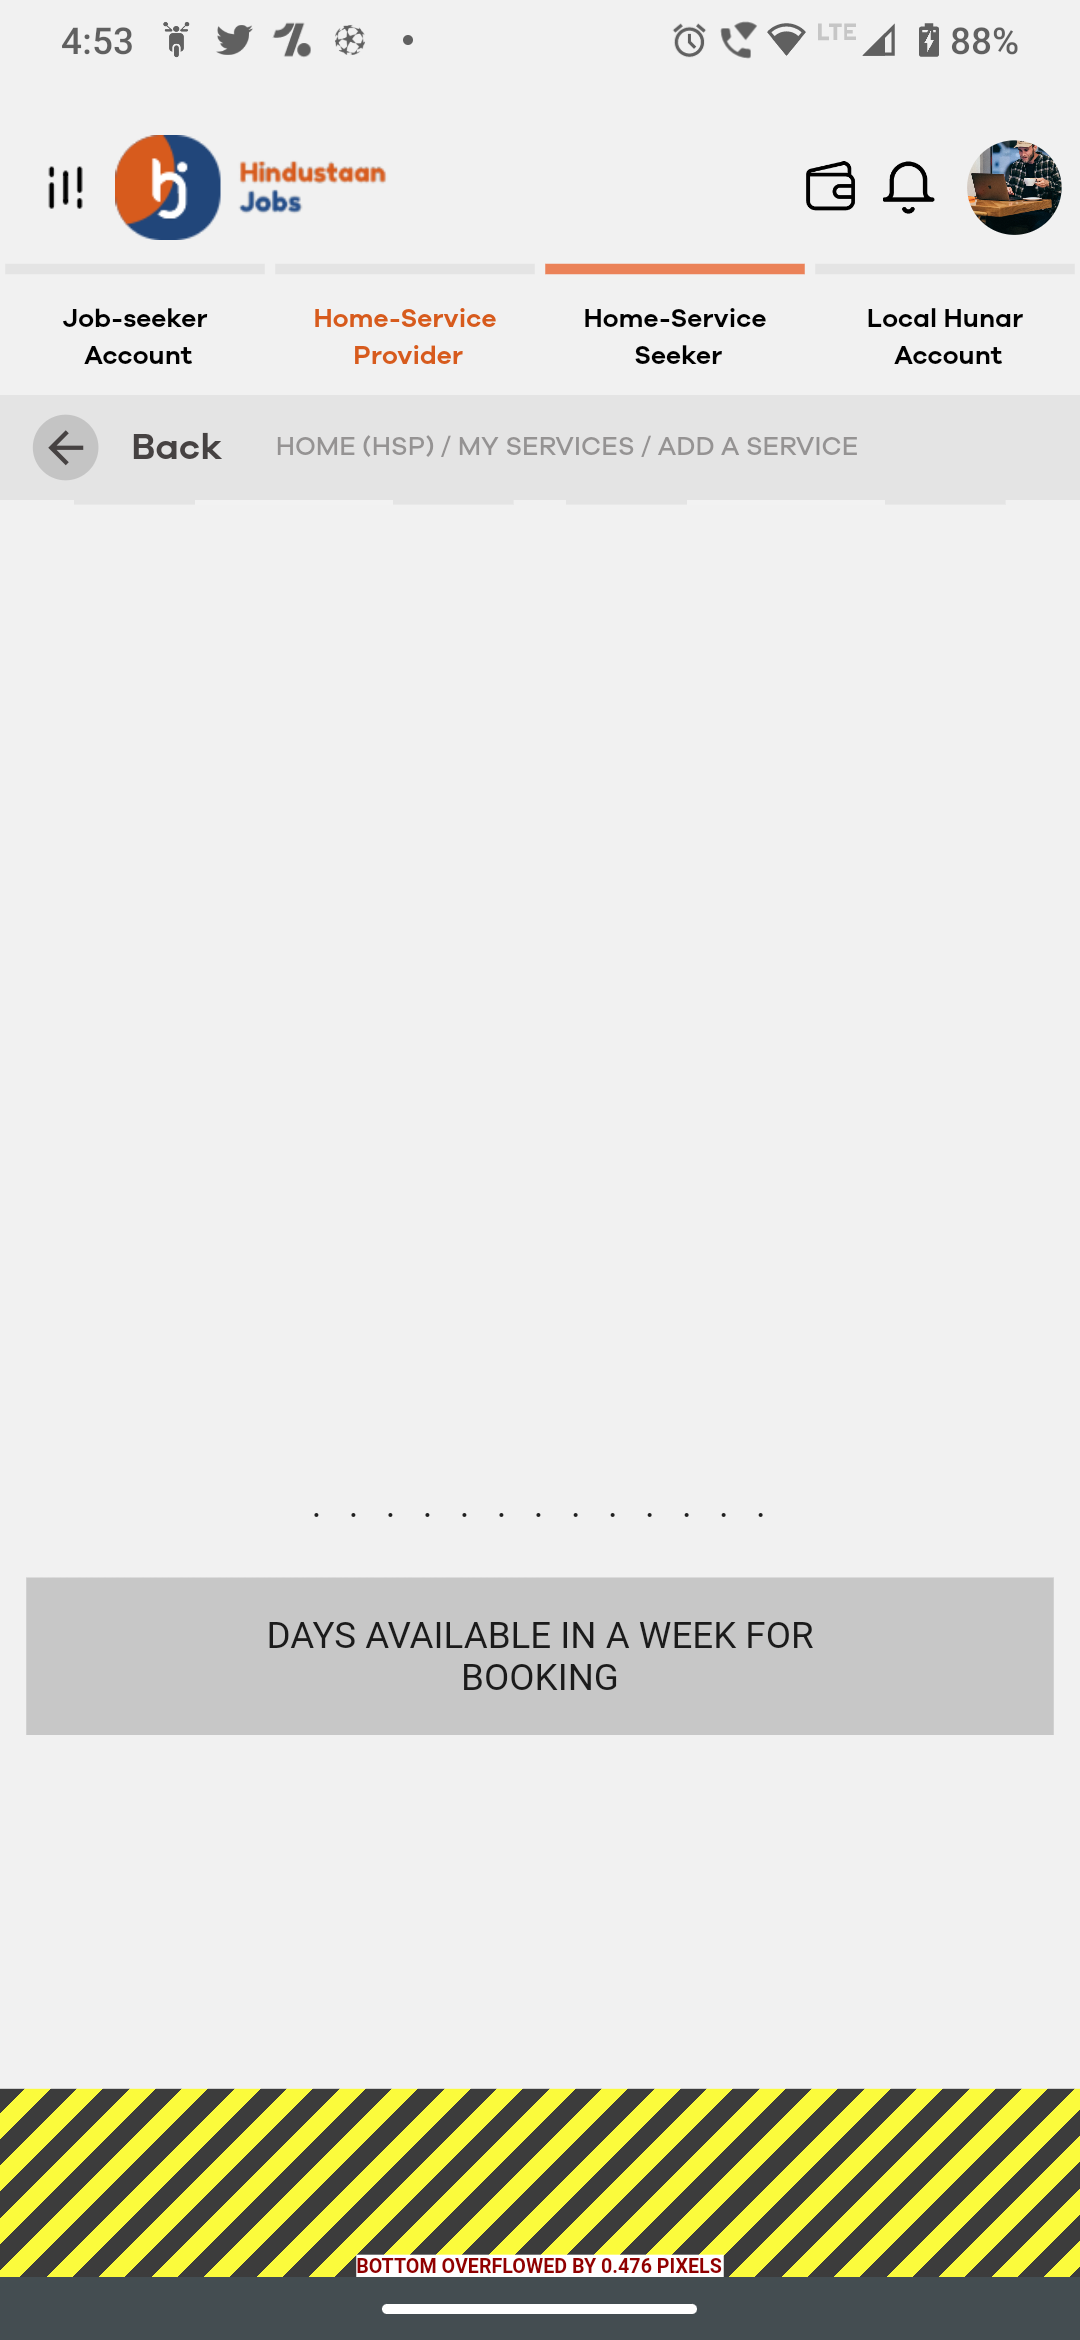 4:53
LTE
88%
Hindustaan
Jobs
Job-seeker
Account
Home-Service
Provider
Home-Service
Seeker
Local Hunar
Account
Back
HOME (HSP) / MY SERVICES / ADD A SERVICE
. . . . . . . . . . . . .
DAYS AVAILABLE IN A WEEK FOR
BOOKING
BOTTOM OVERFLOWED BY 0.476 PIXELS